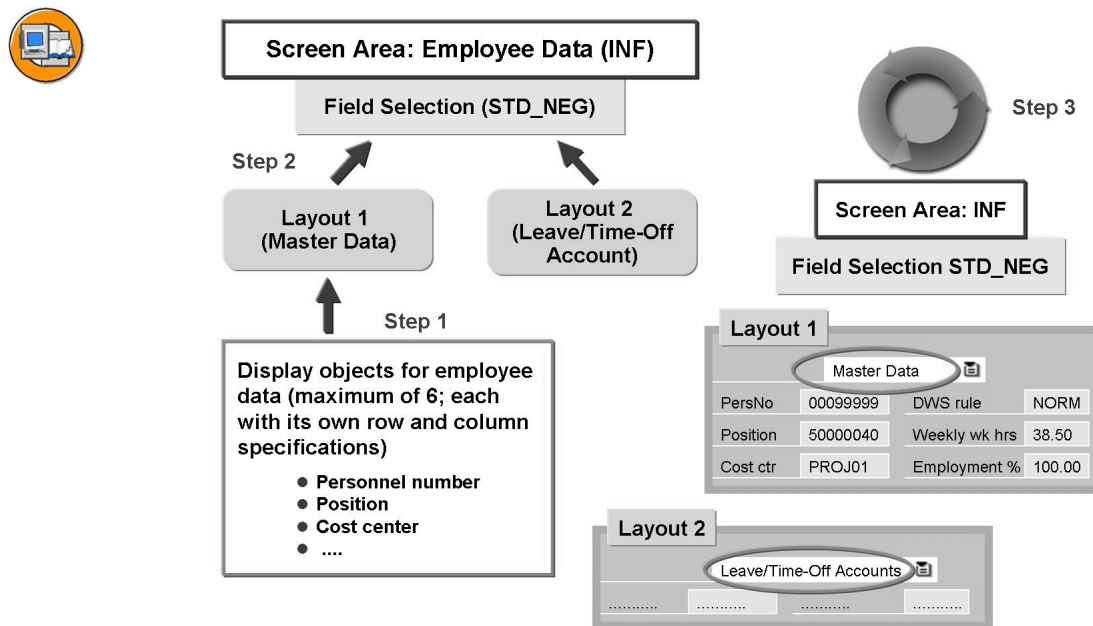 Screen Area: Employee Data (INF)
Field Selection (STD_NEG)
Step 2
Layout 1
(Master Data)
Layout 2
(Leave/Time-Off
Account)
Step 1
Display objects for employee
data (maximum of 6; each
with its own row and column
specifications)
● Personnel number
● Position
● Cost center
● ....
Step 3
Screen Area: INF
Field Selection STD_NEG
Layout 1
Master Data
PersNo 00099999 DWS rule NORM
Position 50000040 Weekly wk hrs 38.50
Cost ctr PROJ01 Employment % 100.00
Layout 2
Leave/Time-Off Accounts
........... ........... ........... ...........